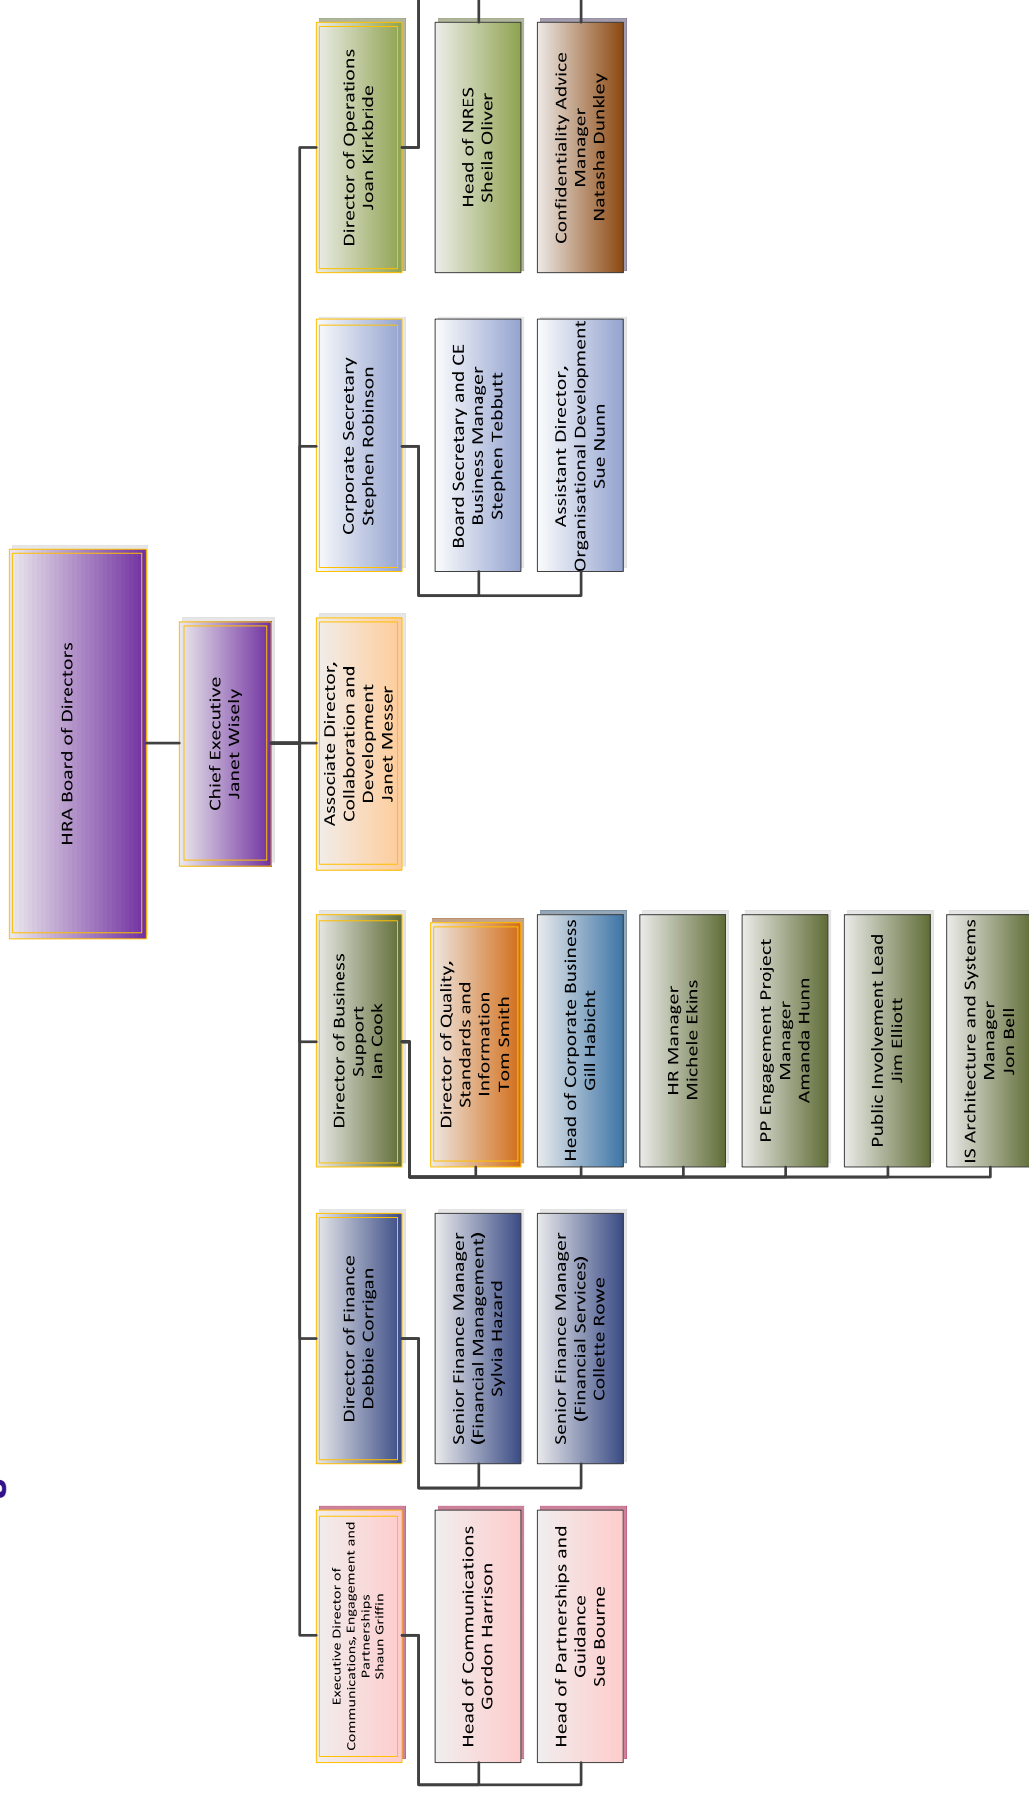 HRA Board of Directors
Chief Executive
Janet Wisely
Executive Director of
Communications, Engagement and
Partnerships
Shaun Griffin
Head of Communications
Gordon Harrison
Head of Partnerships and
Guidance
Sue Bourne
Director of Finance
Debbie Corrigan
Senior Finance Manager
(Financial Management)
Sylvia Hazard
Senior Finance Manager
(Financial Services)
Collette Rowe
Director of Business
Support
Ian Cook
Director of Quality,
Standards and
Information
Tom Smith
Head of Corporate Business
Gill Habicht
HR Manager
Michele Ekins
PP Engagement Project
Manager
Amanda Hunn
Public Involvement Lead
Jim Elliott
IS Architecture and Systems
Manager
Jon Bell
Associate Director,
Collaboration and
Development
Janet Messer
Corporate Secretary
Stephen Robinson
Board Secretary and CE
Business Manager
Stephen Tebbutt
Assistant Director,
Organisational Development
Sue Nunn
Director of Operations
Joan Kirkbride
Head of NRES
Sheila Oliver
Confidentiality Advice
Manager
Natasha Dunkley